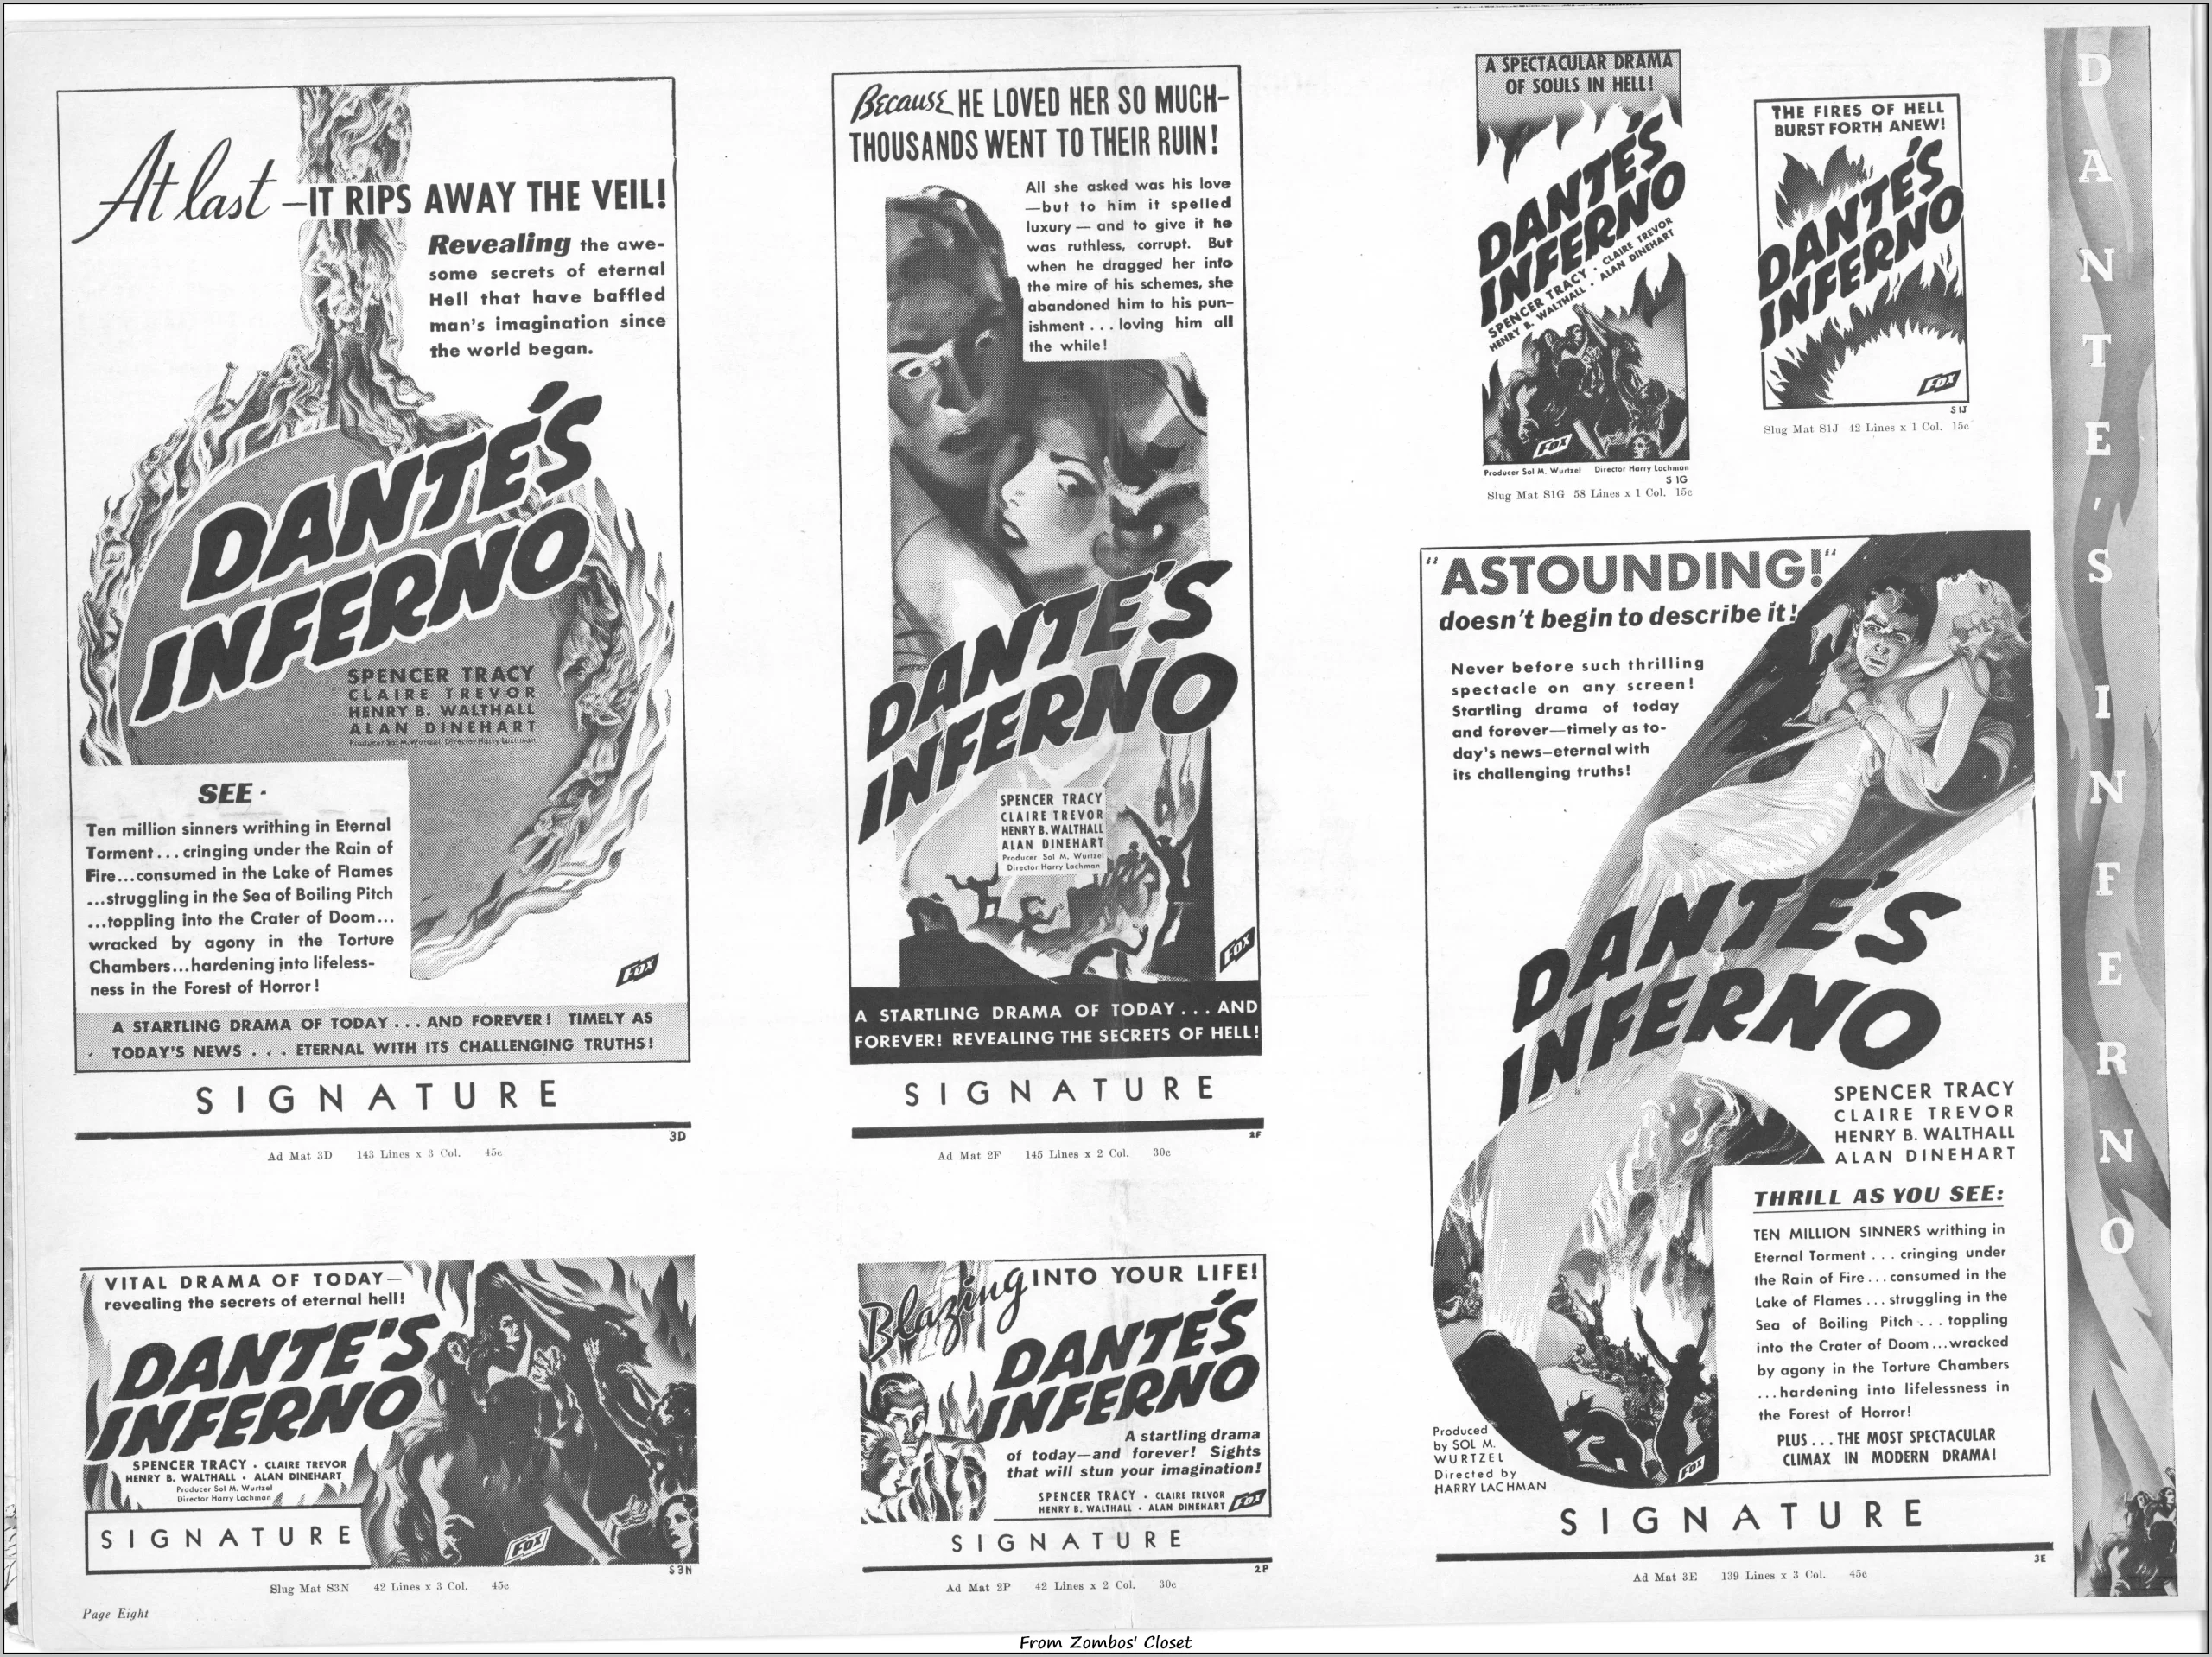 At last –IT RIPS AWAY THE VEIL!
Revealing the awe-
some secrets of eternal
Hell that have baffled
man's imagination since
the world began.
DANTE'S
INFERNO
SPENCER TRACY
CLAIRE TREVOR
HENRY B. WALTHALL
ALAN DINEHART
Producer Sol M. Wurtzel Director Harry Lachman
SEE -
Ten million sinners writhing in Eternal
Torment... cringing under the Rain of
Fire...consumed in the Lake of Flames
...struggling in the Sea of Boiling Pitch
...toppling into the Crater of Doom...
wracked by agony in the Torture
Chambers...hardening into lifeless-
ness in the Forest of Horror!
FOX
A STARTLING DRAMA OF TODAY... AND FOREVER! TIMELY AS
TODAY'S NEWS ... ETERNAL WITH ITS CHALLENGING TRUTHS!
SIGNATURE
3D
Ad Mat 3D 143 Lines x 3 Col. 45c
VITAL DRAMA OF TODAY—
revealing the secrets of eternal hell!
DANTE'S
INFERNO
SPENCER TRACY · CLAIRE TREVOR
HENRY B. WALTHALL · ALAN DINEHART
Producer Sol M. Wurtzel
Director Harry Lachman
SIGNATURE
FOX
S3N
Slug Mat S3N 42 Lines x 3 Col. 45c
Page Eight
Because HE LOVED HER SO MUCH-
THOUSANDS WENT TO THEIR RUIN!
All she asked was his love
—but to him it spelled
luxury — and to give it he
was ruthless, corrupt. But
when he dragged her into
the mire of his schemes, she
abandoned him to his pun-
ishment ... loving him all
the while!
DANTE'S
INFERNO
SPENCER TRACY
CLAIRE TREVOR
HENRY B. WALTHALL
ALAN DINEHART
Producer Sol M. Wurtzel
Director Harry Lachman
FOX
A STARTLING DRAMA OF TODAY... AND
FOREVER! REVEALING THE SECRETS OF HELL!
SIGNATURE
2F
Ad Mat 2F 145 Lines x 2 Col. 30c
Blazing INTO YOUR LIFE!
DANTE'S
INFERNO
A startling drama
of today—and forever! Sights
that will stun your imagination!
SPENCER TRACY · CLAIRE TREVOR
HENRY B. WALTHALL · ALAN DINEHART
FOX
SIGNATURE
2P
Ad Mat 2P 42 Lines x 2 Col. 30c
A SPECTACULAR DRAMA
OF SOULS IN HELL!
DANTE'S
INFERNO
SPENCER TRACY · CLAIRE TREVOR
HENRY B. WALTHALL · ALAN DINEHART
FOX
Producer Sol M. Wurtzel Director Harry Lachman
S1G
Slug Mat S1G 58 Lines x 1 Col. 15c
THE FIRES OF HELL
BURST FORTH ANEW!
DANTE'S
INFERNO
FOX
S1J
Slug Mat S1J 42 Lines x 1 Col. 15c
"ASTOUNDING!"
doesn't begin to describe it!
Never before such thrilling
spectacle on any screen!
Startling drama of today
and forever—timely as to-
day's news—eternal with
its challenging truths!
DANTE'S
INFERNO
SPENCER TRACY
CLAIRE TREVOR
HENRY B. WALTHALL
ALAN DINEHART
THRILL AS YOU SEE:
TEN MILLION SINNERS writhing in
Eternal Torment ... cringing under
the Rain of Fire... consumed in the
Lake of Flames ... struggling in the
Sea of Boiling Pitch ... toppling
into the Crater of Doom ...wracked
by agony in the Torture Chambers
...hardening into lifelessness in
the Forest of Horror!
PLUS... THE MOST SPECTACULAR
CLIMAX IN MODERN DRAMA!
Produced
by SOL M.
WURTZEL
Directed by
HARRY LACHMAN
FOX
SIGNATURE
3E
Ad Mat 3E 139 Lines x 3 Col. 45c
DANTE'S INFERNO
From Zombos' Closet